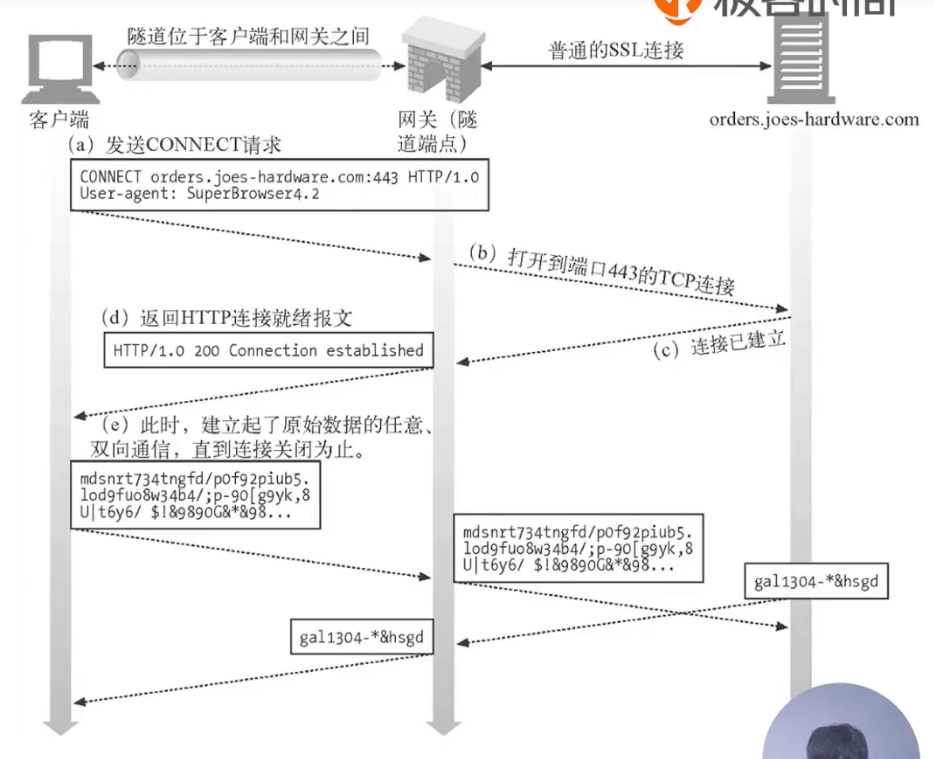 极客时间
隧道位于客户端和网关之间
普通的SSL连接
客户端
网关（隧
道端点）
orders.joes-hardware.com
(a) 发送CONNECT请求
CONNECT orders.joes-hardware.com:443 HTTP/1.0
User-agent: SuperBrowser4.2
(b) 打开到端口443的TCP连接
(c) 连接已建立
(d) 返回HTTP连接就绪报文
HTTP/1.0 200 Connection established
(e) 此时，建立起了原始数据的任意、
双向通信，直到连接关闭为止。
mdsnrt734tngfd/p0f92piub5.
lod9fuo8w34b4/;p-90[g9yk,8
U|t6y6/ $!&9890G&*&98...
mdsnrt734tngfd/p0f92piub5.
lod9fuo8w34b4/;p-90[g9yk,8
U|t6y6/ $!&9890G&*&98...
gal1304-*&hsgd
gal1304-*&hsgd